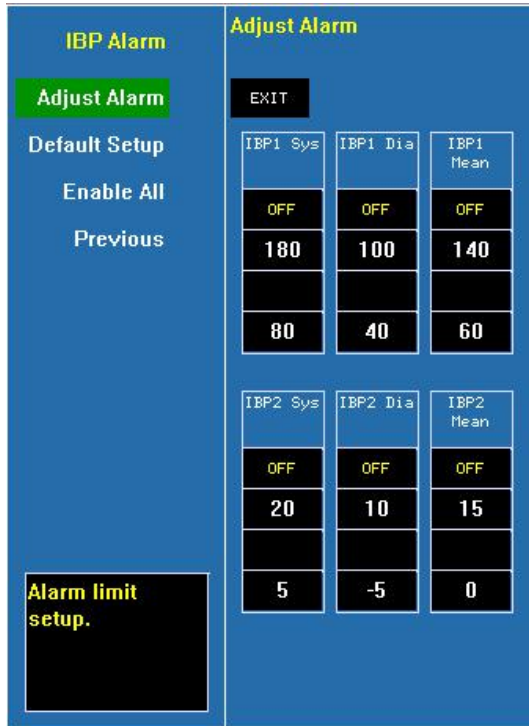 IBP Alarm
Adjust Alarm
Default Setup
Enable All
Previous
Alarm limit
setup.
Adjust Alarm
EXIT
IBP1 Sys IBP1 Dia IBP1
Mean
OFF OFF OFF
180 100 140
80 40 60
IBP2 Sys IBP2 Dia IBP2
Mean
OFF OFF OFF
20 10 15
5 -5 0